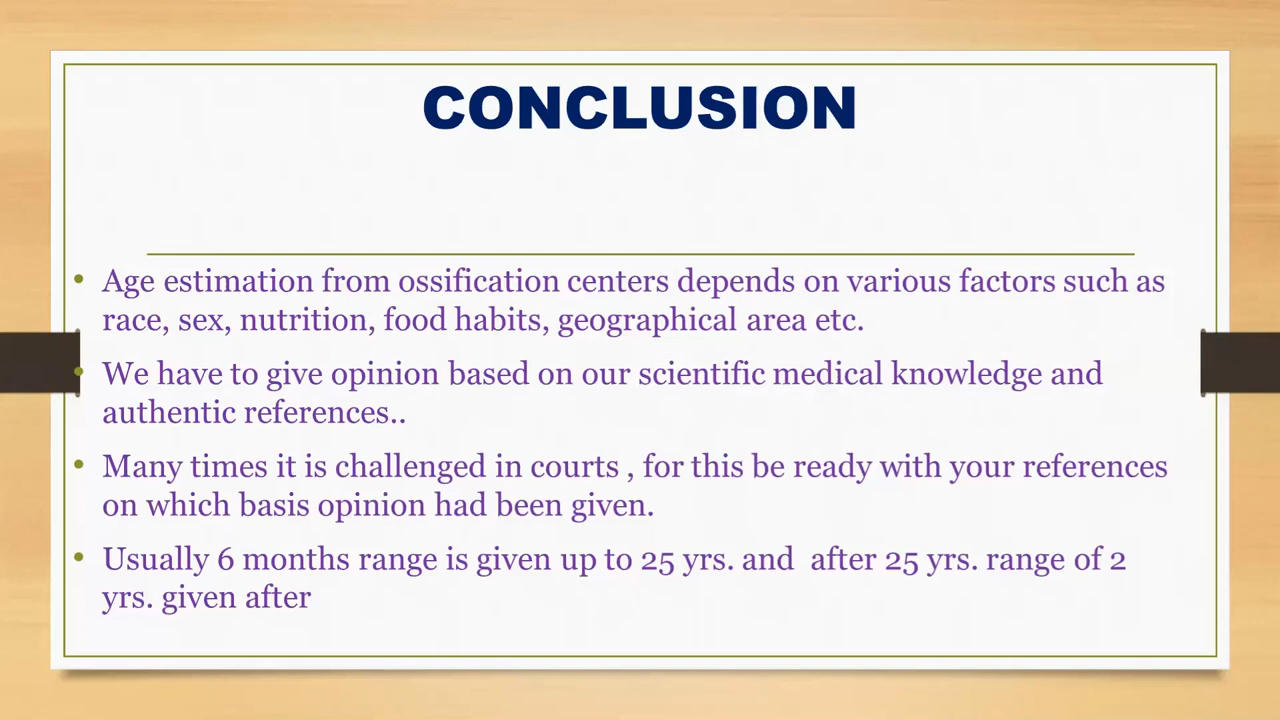 CONCLUSION
• Age estimation from ossification centers depends on various factors such as
race, sex, nutrition, food habits, geographical area etc.
• We have to give opinion based on our scientific medical knowledge and
authentic references..
• Many times it is challenged in courts , for this be ready with your references
on which basis opinion had been given.
• Usually 6 months range is given up to 25 yrs. and  after 25 yrs. range of 2
yrs. given after